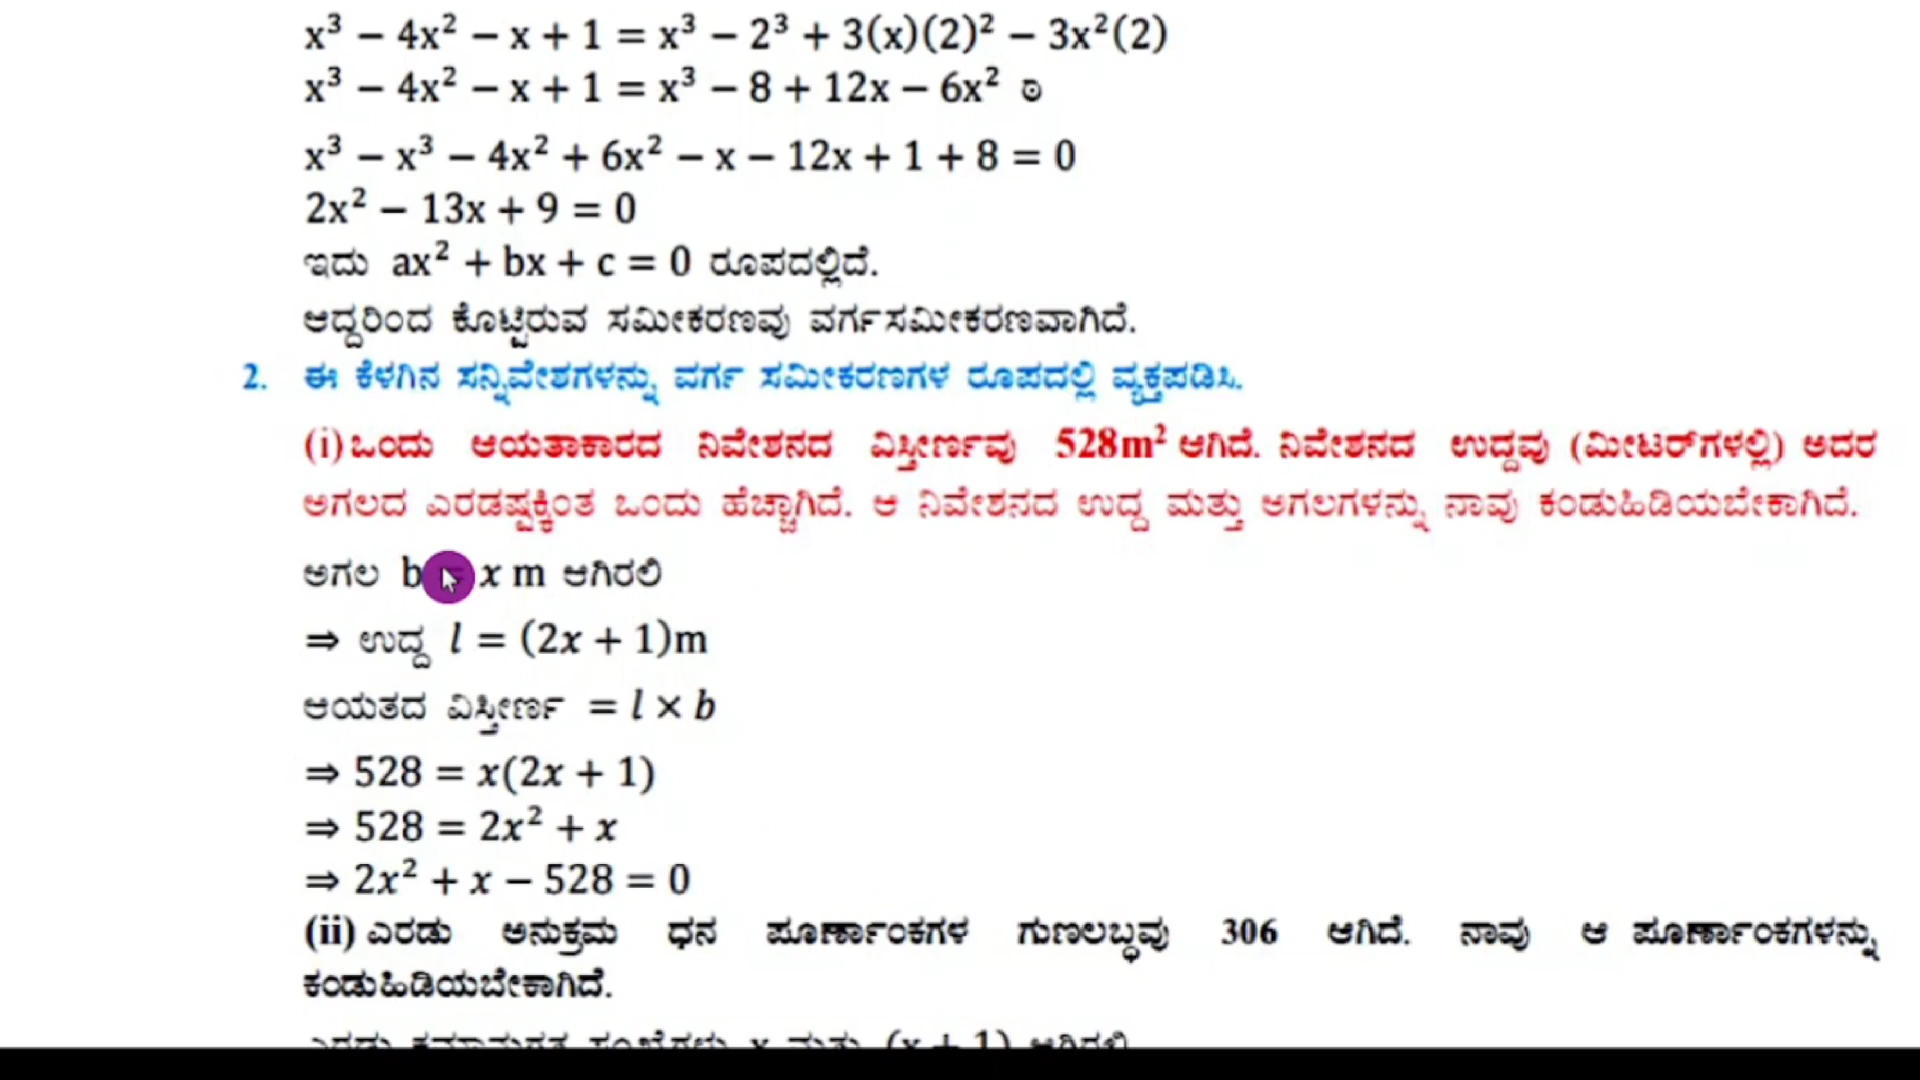 x³ − 4x² − x + 1 = x³ − 2³ + 3(x)(2)² − 3x²(2)
x³ − 4x² − x + 1 = x³ − 8 + 12x − 6x²
x³ − x³ − 4x² + 6x² − x − 12x + 1 + 8 = 0
2x² − 13x + 9 = 0
ಇದು ax² + bx + c = 0 ರೂಪದಲ್ಲಿದೆ.
ಆದ್ದರಿಂದ ಕೊಟ್ಟಿರುವ ಸಮೀಕರಣವು ವರ್ಗಸಮೀಕರಣವಾಗಿದೆ.
2. ಈ ಕೆಳಗಿನ ಸನ್ನಿವೇಶಗಳನ್ನು ವರ್ಗ ಸಮೀಕರಣಗಳ ರೂಪದಲ್ಲಿ ವ್ಯಕ್ತಪಡಿಸಿ.
(i) ಒಂದು ಆಯತಾಕಾರದ ನಿವೇಶನದ ವಿಸ್ತೀರ್ಣವು 528m² ಆಗಿದೆ. ನಿವೇಶನದ ಉದ್ದವು (ಮೀಟರ್‌ಗಳಲ್ಲಿ) ಅದರ
ಅಗಲದ ಎರಡಷ್ಟಕ್ಕಿಂತ ಒಂದು ಹೆಚ್ಚಾಗಿದೆ. ಆ ನಿವೇಶನದ ಉದ್ದ ಮತ್ತು ಅಗಲಗಳನ್ನು ನಾವು ಕಂಡುಹಿಡಿಯಬೇಕಾಗಿದೆ.
ಅಗಲ b = x m ಆಗಿರಲಿ
⇒ ಉದ್ದ l = (2x + 1)m
ಆಯತದ ವಿಸ್ತೀರ್ಣ = l × b
⇒ 528 = x(2x + 1)
⇒ 528 = 2x² + x
⇒ 2x² + x − 528 = 0
(ii) ಎರಡು ಅನುಕ್ರಮ ಧನ ಪೂರ್ಣಾಂಕಗಳ ಗುಣಲಬ್ಧವು 306 ಆಗಿದೆ. ನಾವು ಆ ಪೂರ್ಣಾಂಕಗಳನ್ನು
ಕಂಡುಹಿಡಿಯಬೇಕಾಗಿದೆ.
x ಮತ್ತು (x + 1) ಆಗಿರಲಿ